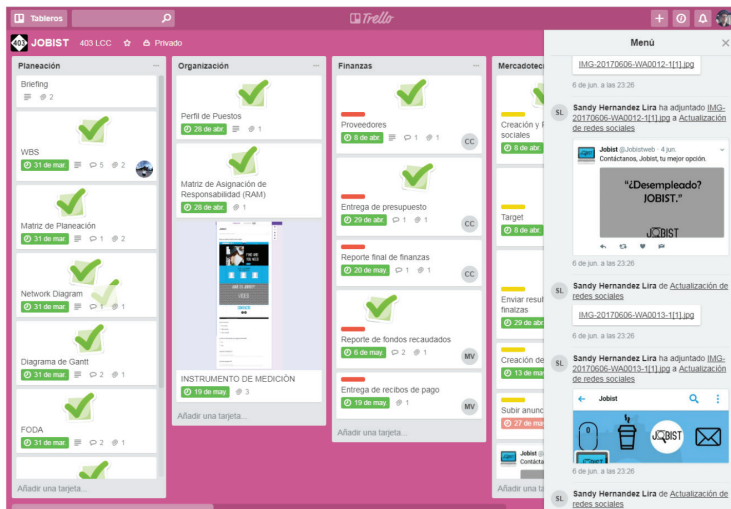 Tableros
Trello
403 JOBIST 403 LCC Privado
Planeación
Briefing
2
WBS
31 de mar. 5 2
Matriz de Planeación
31 de mar. 1 2
Network Diagram
31 de mar. 1 1
Diagrama de Gantt
31 de mar. 2 1
FODA
31 de mar. 2 1
Añadir una tarjeta...
Organización
Perfil de Puestos
28 de abr. 1
Matriz de Asignación de
Responsabilidad (RAM)
28 de abr. 1
VIDEO
INSTRUMENTO DE MEDICIÓN
19 de may. 3
Añadir una tarjeta...
Finanzas
Proveedores
8 de abr. 1 1
CC
Entrega de presupuesto
29 de abr. 1 1
CC
Reporte final de finanzas
20 de may. 1 1
CC
Reporte de fondos recaudados
6 de may. 2 1
MV
Entrega de recibos de pago
19 de may. 1
MV
Añadir una tarjeta...
Mercadotec
Creación y
sociales
8 de abr.
Target
8 de abr.
Enviar resul
finalzas
29 de abr.
Creación de
13 de ma
Subir anunc
27 de ma
Jobist
Contácta
Añadir una ta
Menú
IMG-20170606-WA0012-1[1].jpg
6 de jun. a las 23:26
SL
Sandy Hernandez Lira ha adjuntado IMG-
20170606-WA0012-1[1].jpg a Actualización
de redes sociales
Jobist @Jobistweb · 4 jun.
Contáctanos, Jobist, tu mejor opción.
"¿Desempleado?
JOBIST."
JOBIST
6 de jun. a las 23:26
SL
Sandy Hernandez Lira de Actualización de
redes sociales
IMG-20170606-WA0013-1[1].jpg
6 de jun. a las 23:26
SL
Sandy Hernandez Lira ha adjuntado IMG-
20170606-WA0013-1[1].jpg a Actualización
de redes sociales
Jobist
0
JOBIST
6 de jun. a las 23:26
SL
Sandy Hernandez Lira de Actualización de
redes sociales